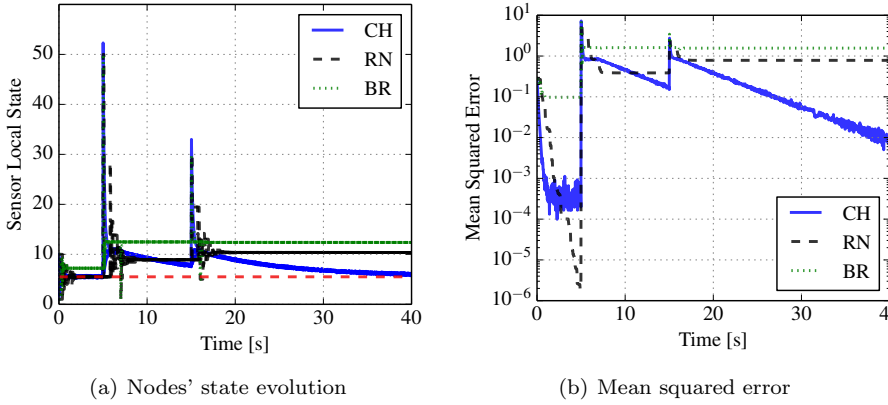 60
50
40
30
20
10
0
Sensor Local State
0
10
20
30
40
Time [s]
CH
RN
BR
(a) Nodes' state evolution
10^1
10^0
10^-1
10^-2
10^-3
10^-4
10^-5
10^-6
Mean Squared Error
0
10
20
30
40
Time [s]
CH
RN
BR
(b) Mean squared error